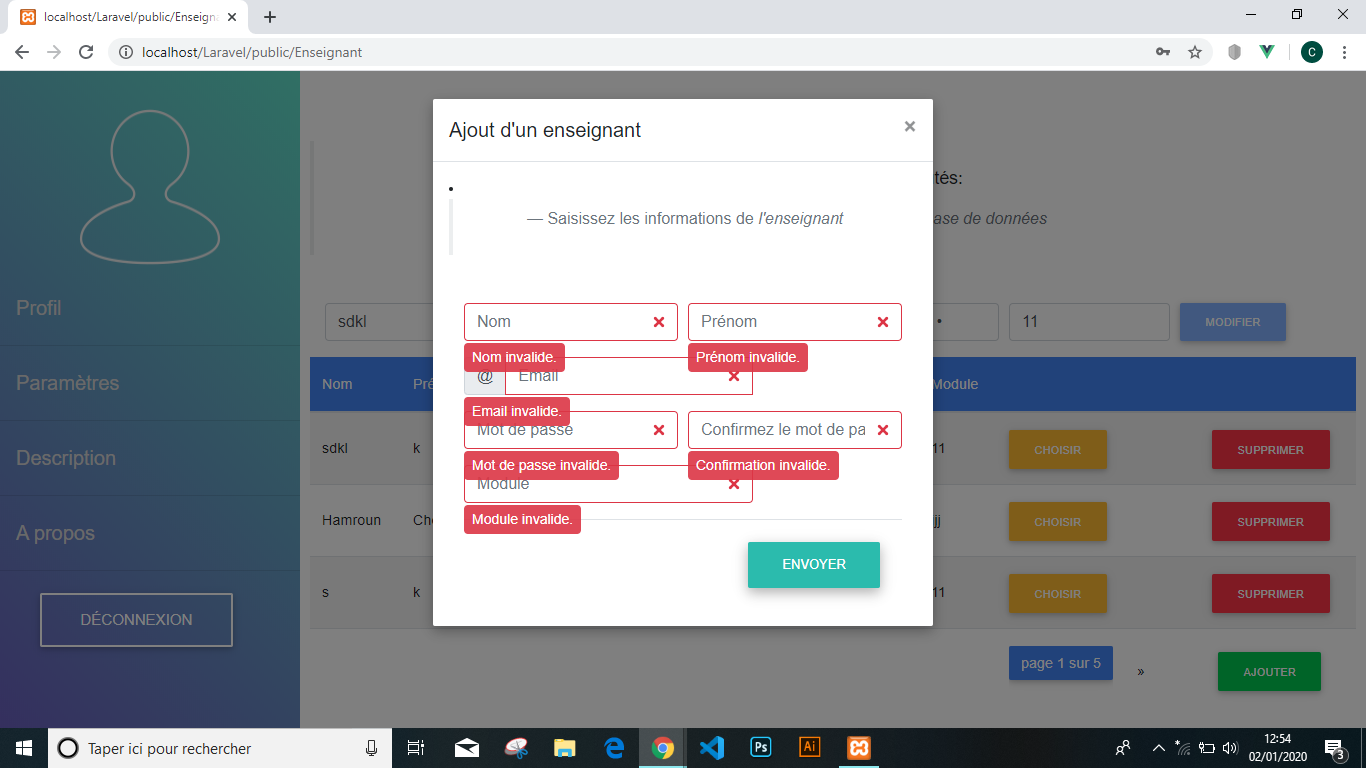 localhost/Laravel/public/Enseign
localhost/Laravel/public/Enseignant
C
Profil
Paramètres
Description
A propos
DÉCONNEXION
Ajout d'un enseignant
×
— Saisissez les informations de l'enseignant
Nom
Prénom
Nom invalide.
Prénom invalide.
@
Email
Email invalide.
Mot de passe
Confirmez le mot de pa
Mot de passe invalide.
Confirmation invalide.
Module
Module invalide.
ENVOYER
tés:
ase de données
sdkl
•
11
MODIFIER
Nom
Pré
Module
sdkl
k
11
CHOISIR
SUPPRIMER
Hamroun
Ch
jj
CHOISIR
SUPPRIMER
s
k
11
CHOISIR
SUPPRIMER
page 1 sur 5
»
AJOUTER
Taper ici pour rechercher
Ps
Ai
12:54
02/01/2020
3